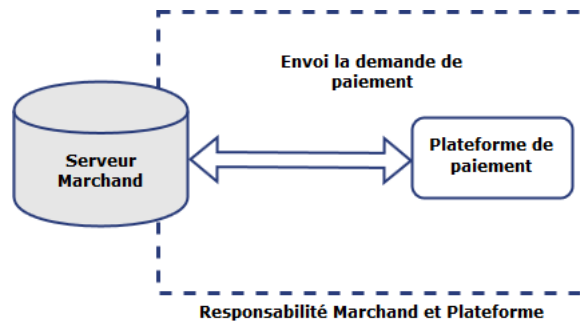 Envoi la demande de
paiement
Serveur
Marchand
Plateforme de
paiement
Responsabilité Marchand et Plateforme